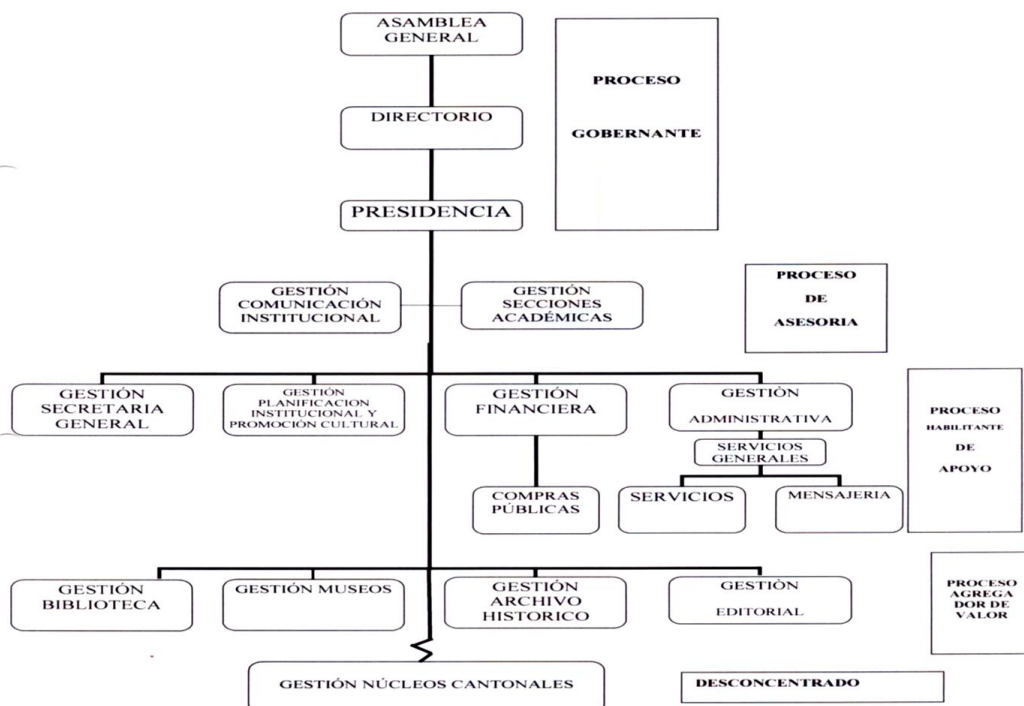 ASAMBLEA
GENERAL
PROCESO
GOBERNANTE
DIRECTORIO
PRESIDENCIA
GESTIÓN
COMUNICACIÓN
INSTITUCIONAL
GESTIÓN
SECCIONES
ACADÉMICAS
PROCESO
DE
ASESORIA
GESTIÓN
SECRETARIA
GENERAL
GESTIÓN
PLANIFICACION
INSTITUCIONAL Y
PROMOCIÓN CULTURAL
GESTIÓN
FINANCIERA
GESTIÒN
ADMINISTRATIVA
SERVICIOS
GENERALES
COMPRAS
PÚBLICAS
SERVICIOS
MENSAJERIA
PROCESO
HABILITANTE
DE
APOYO
GESTIÓN
BIBLIOTECA
GESTIÓN MUSEOS
GESTIÓN
ARCHIVO
HISTORICO
GESTIÒN
EDITORIAL
PROCESO
AGREGA
DOR DE
VALOR
GESTIÓN NÚCLEOS CANTONALES
DESCONCENTRADO